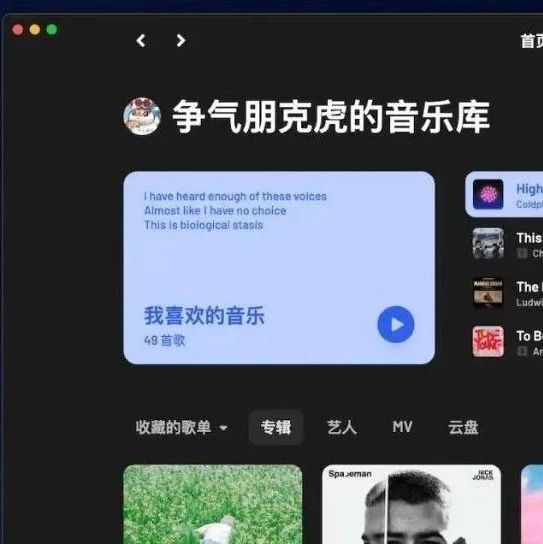 首页
争气朋克虎的音乐库
I have heard enough of these voices
Almost like I have no choice
This is biological stasis
我喜欢的音乐
49 首歌
High
Coldpl
This
Ch
The
Ludwi
To B
An
收藏的歌单
专辑
艺人
MV
云盘
Spaceman
NICK
JONAS